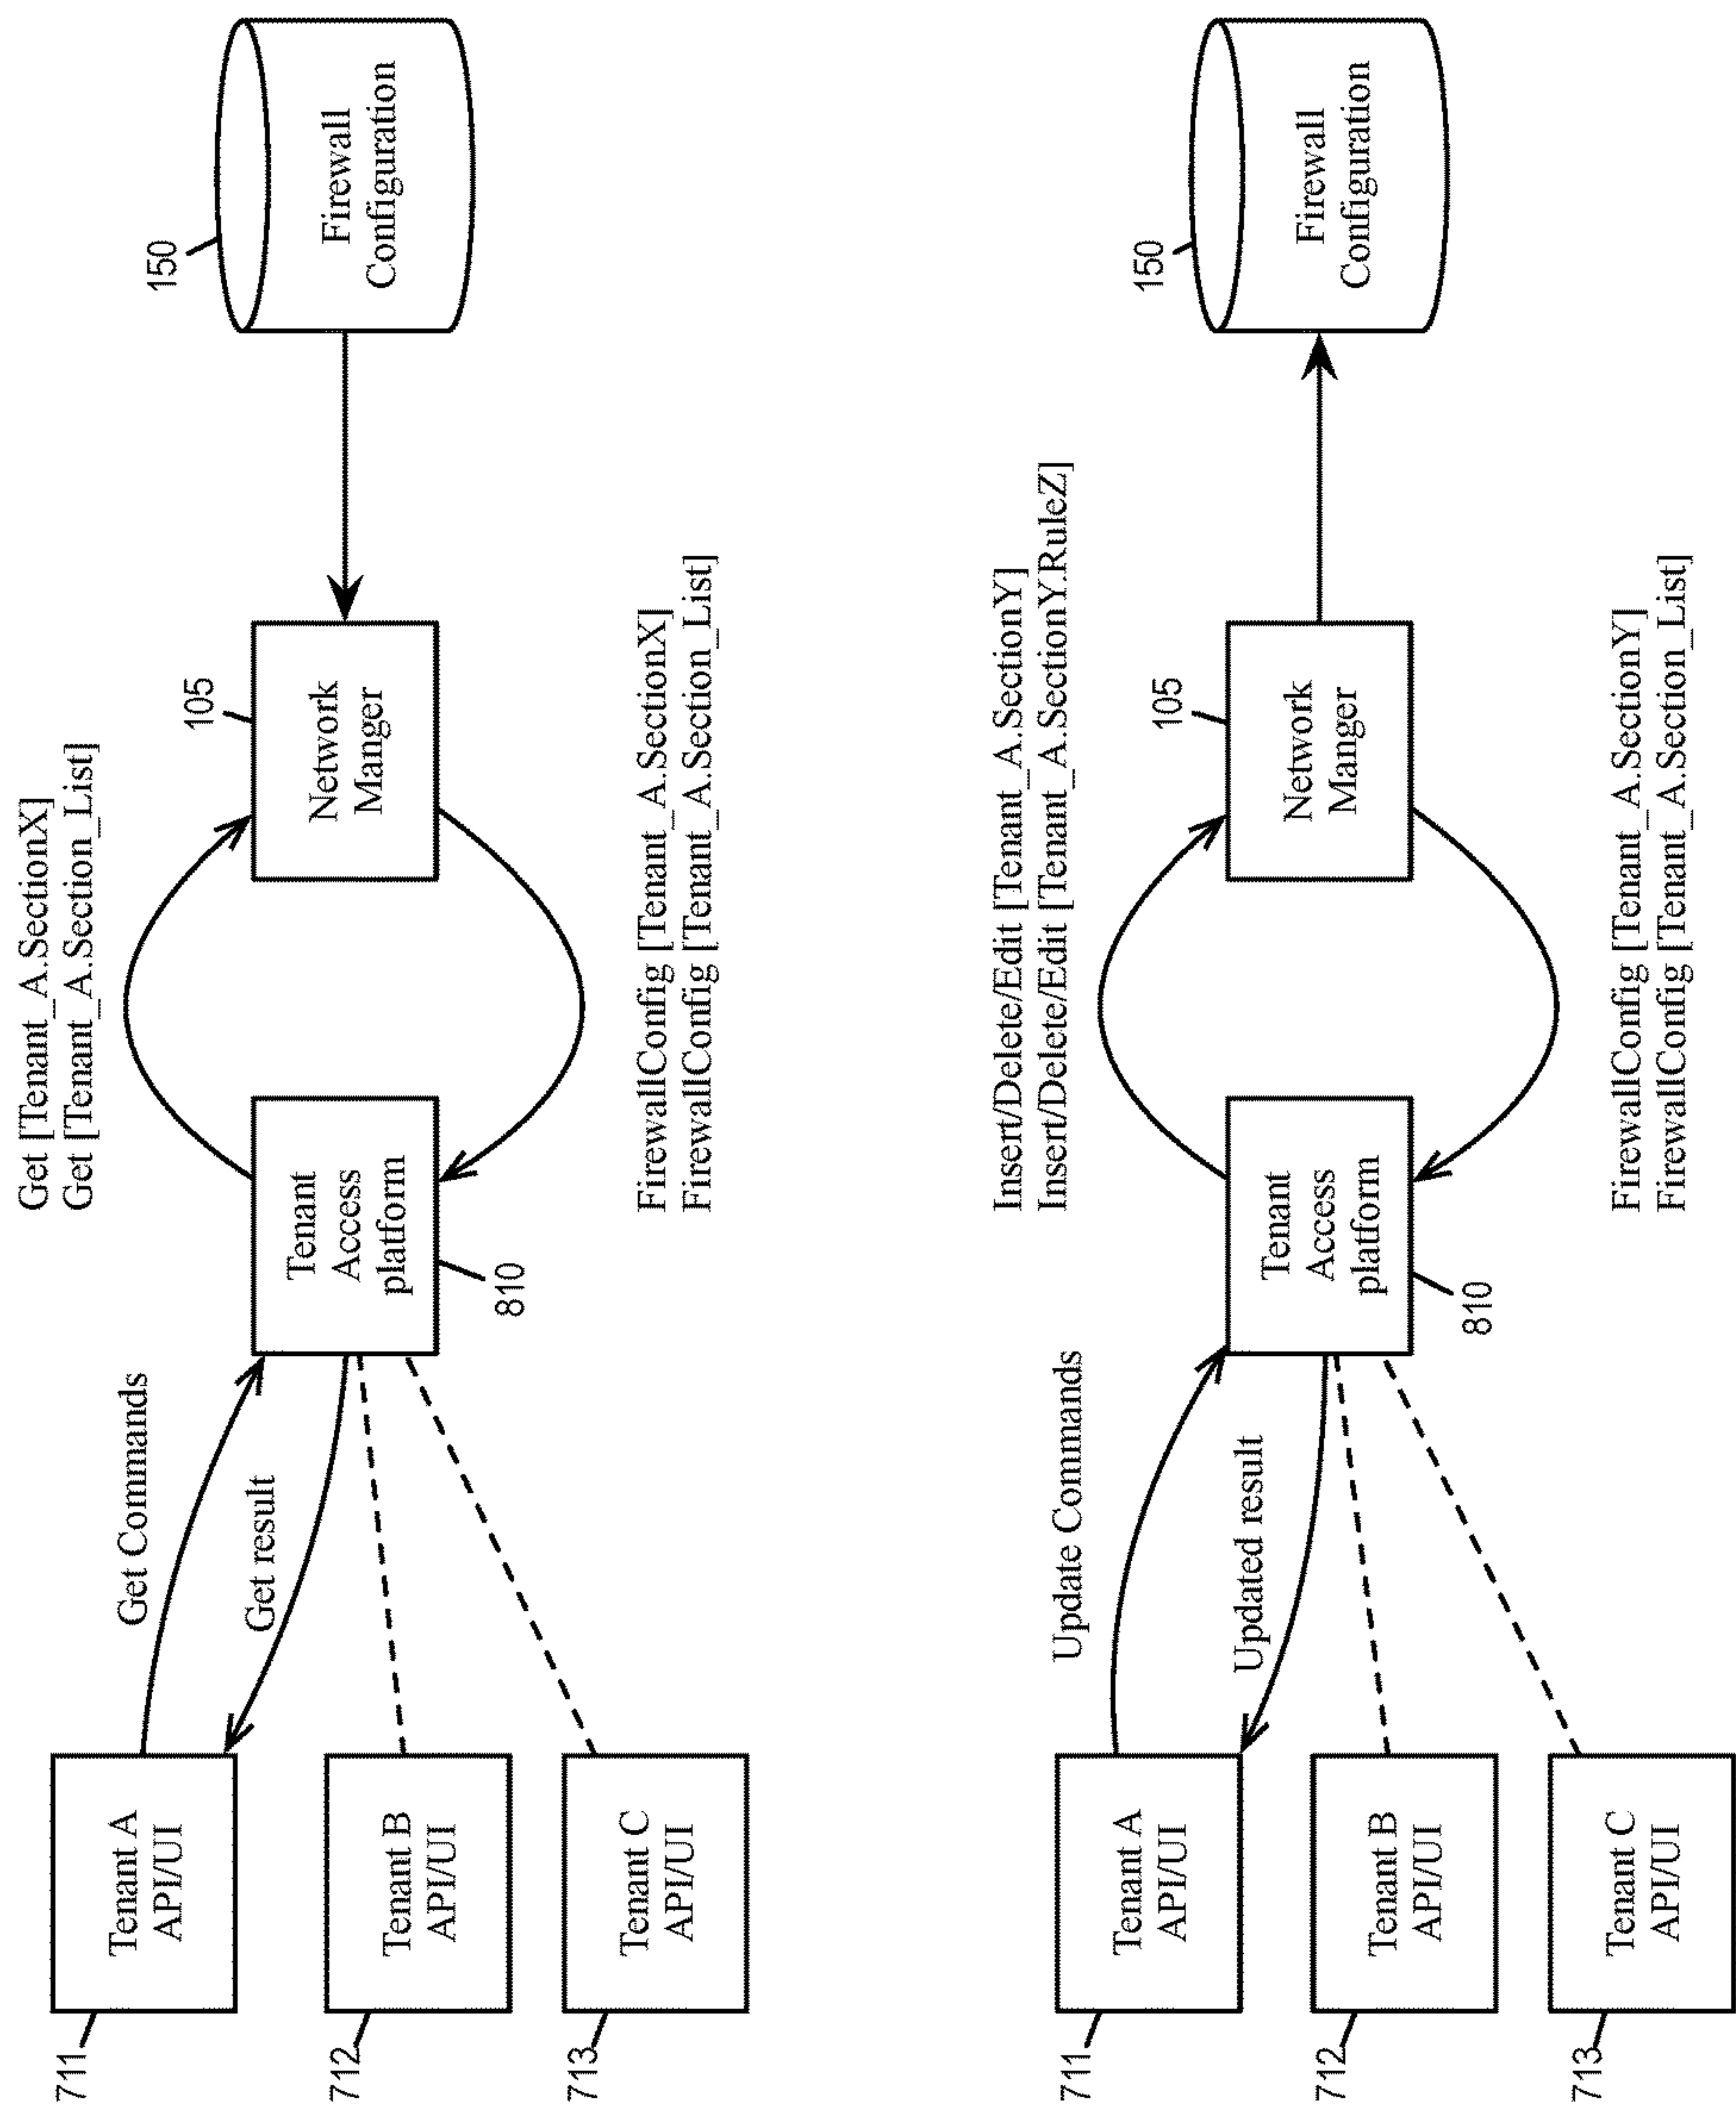 Get [Tenant_A.SectionX]
Get [Tenant_A.Section_List]
711
Tenant A
API/UI
Get Commands
Get result
712
Tenant B
API/UI
713
Tenant C
API/UI
Tenant
Access
platform
810
105
Network
Manger
150
Firewall
Configuration
FirewallConfig [Tenant_A.SectionX]
FirewallConfig [Tenant_A.Section_List]
Insert/Delete/Edit [Tenant_A.SectionY]
Insert/Delete/Edit [Tenant_A.SectionY.RuleZ]
711
Tenant A
API/UI
Update Commands
Updated result
712
Tenant B
API/UI
713
Tenant C
API/UI
Tenant
Access
platform
810
105
Network
Manger
150
Firewall
Configuration
FirewallConfig [Tenant_A.SectionY]
FirewallConfig [Tenant_A.Section_List]